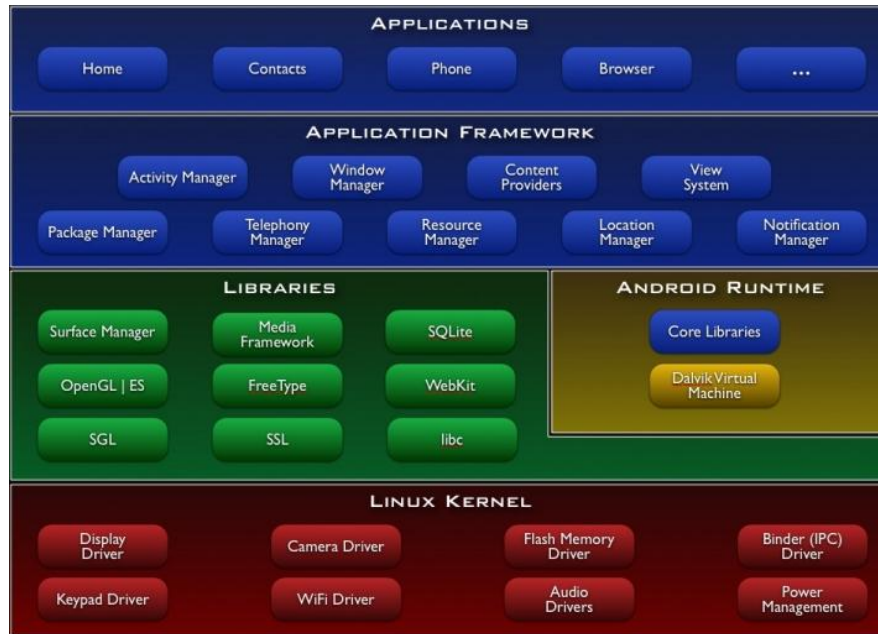 APPLICATIONS
Home
Contacts
Phone
Browser
...
APPLICATION FRAMEWORK
Activity Manager
Window
Manager
Content
Providers
View
System
Package Manager
Telephony
Manager
Resource
Manager
Location
Manager
Notification
Manager
LIBRARIES
Surface Manager
Media
Framework
SQLite
OpenGL | ES
FreeType
WebKit
SGL
SSL
libc
ANDROID RUNTIME
Core Libraries
Dalvik Virtual
Machine
LINUX KERNEL
Display
Driver
Camera Driver
Flash Memory
Driver
Binder (IPC)
Driver
Keypad Driver
WiFi Driver
Audio
Drivers
Power
Management